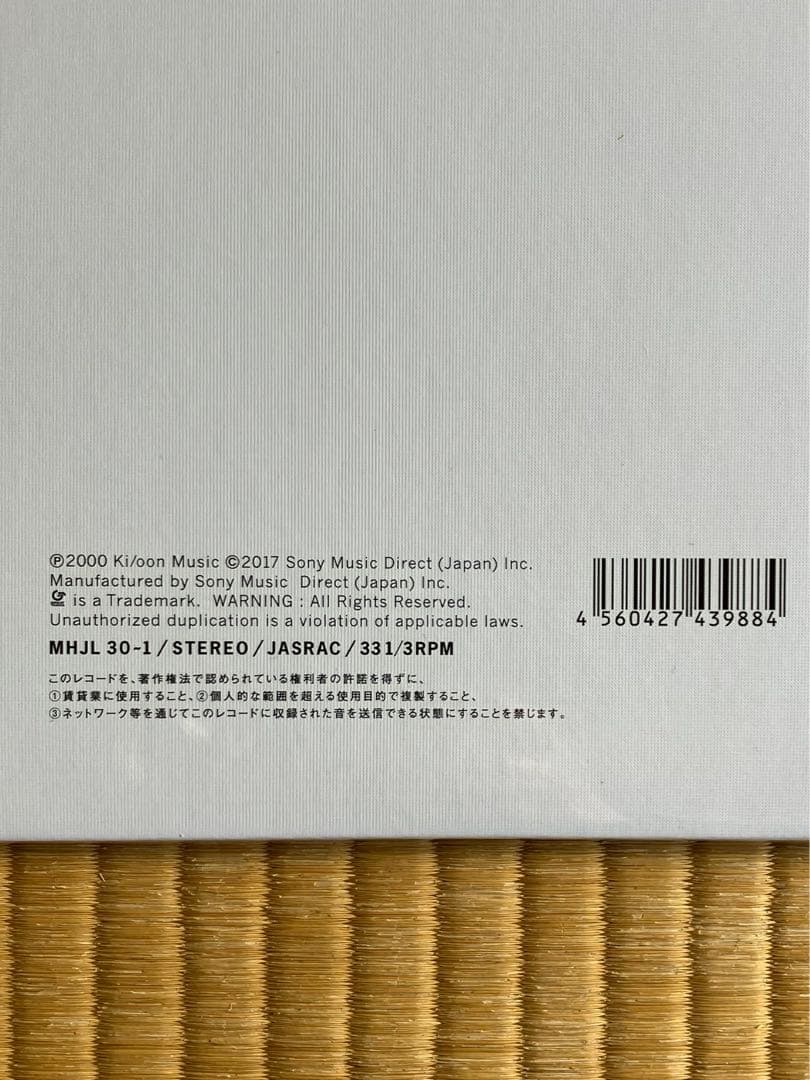 ℗2000 Ki/oon Music ©2017 Sony Music Direct (Japan) Inc.
Manufactured by Sony Music Direct (Japan) Inc.
is a Trademark. WARNING : All Rights Reserved.
Unauthorized duplication is a violation of applicable laws.
MHJL 30~1 / STEREO / JASRAC / 33 1/3RPM
このレコードを、著作権法で認められている権利者の許諾を得ずに、
①賃貸業に使用すること、②個人的な範囲を超える使用目的で複製すること、
③ネットワーク等を通じてこのレコードに収録された音を送信できる状態にすることを禁じます。
4 560427 439884